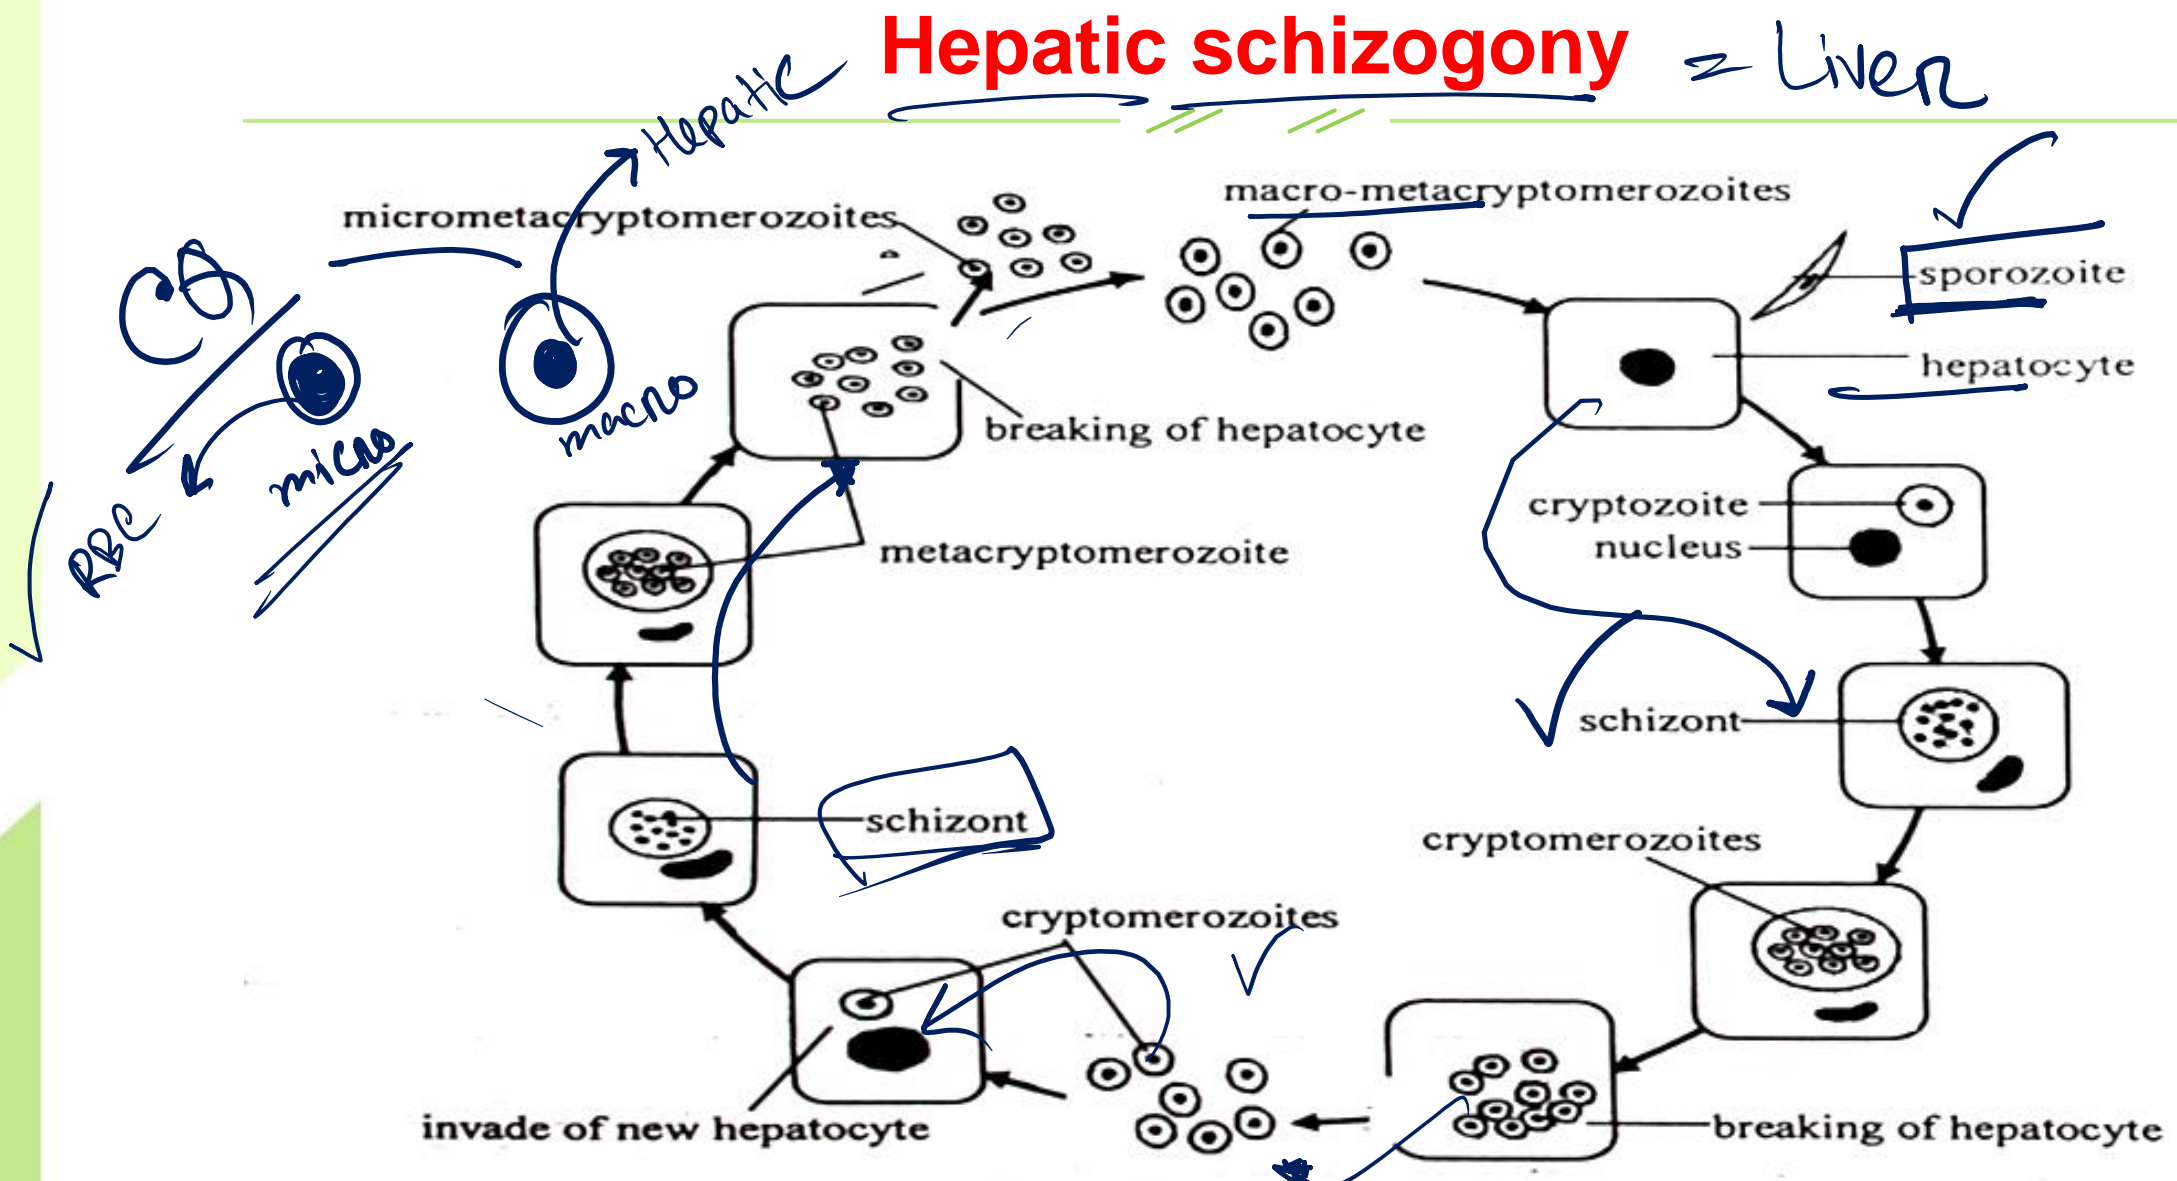 Hepatic schizogony = Liver
Hepatic
micrometacryptomerozoites
macro-metacryptomerozoites
sporozoite
hepatocyte
macro
micro
RBC
breaking of hepatocyte
cryptozoite
nucleus
metacryptomerozoite
schizont
schizont
cryptomerozoites
cryptomerozoites
invade of new hepatocyte
breaking of hepatocyte